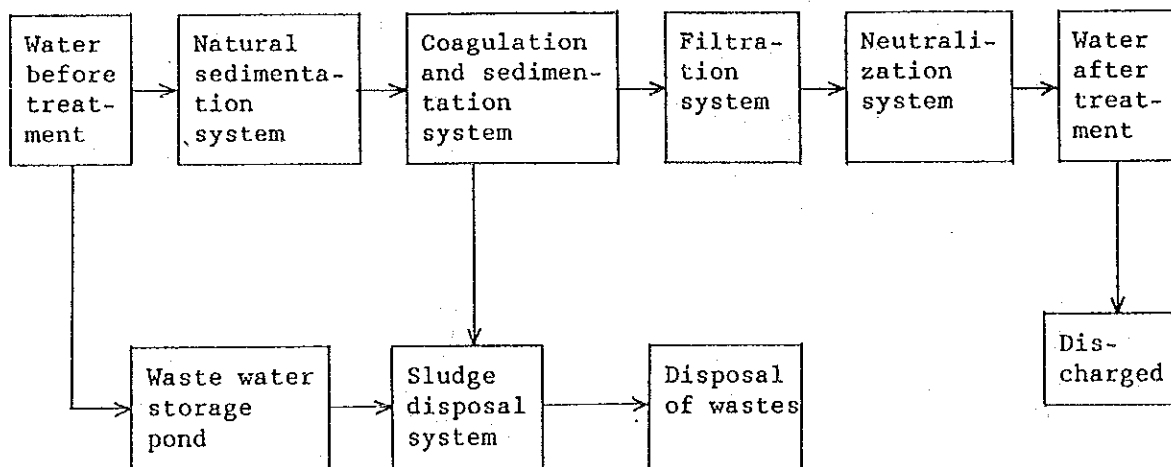 Water
before
treat-
ment
Natural
sedimenta-
tion
system
Coagulation
and sedimen-
tation
system
Filtra-
tion
system
Neutrali-
zation
system
Water
after
treat-
ment
Waste water
storage
pond
Sludge
disposal
system
Disposal
of wastes
Dis-
charged